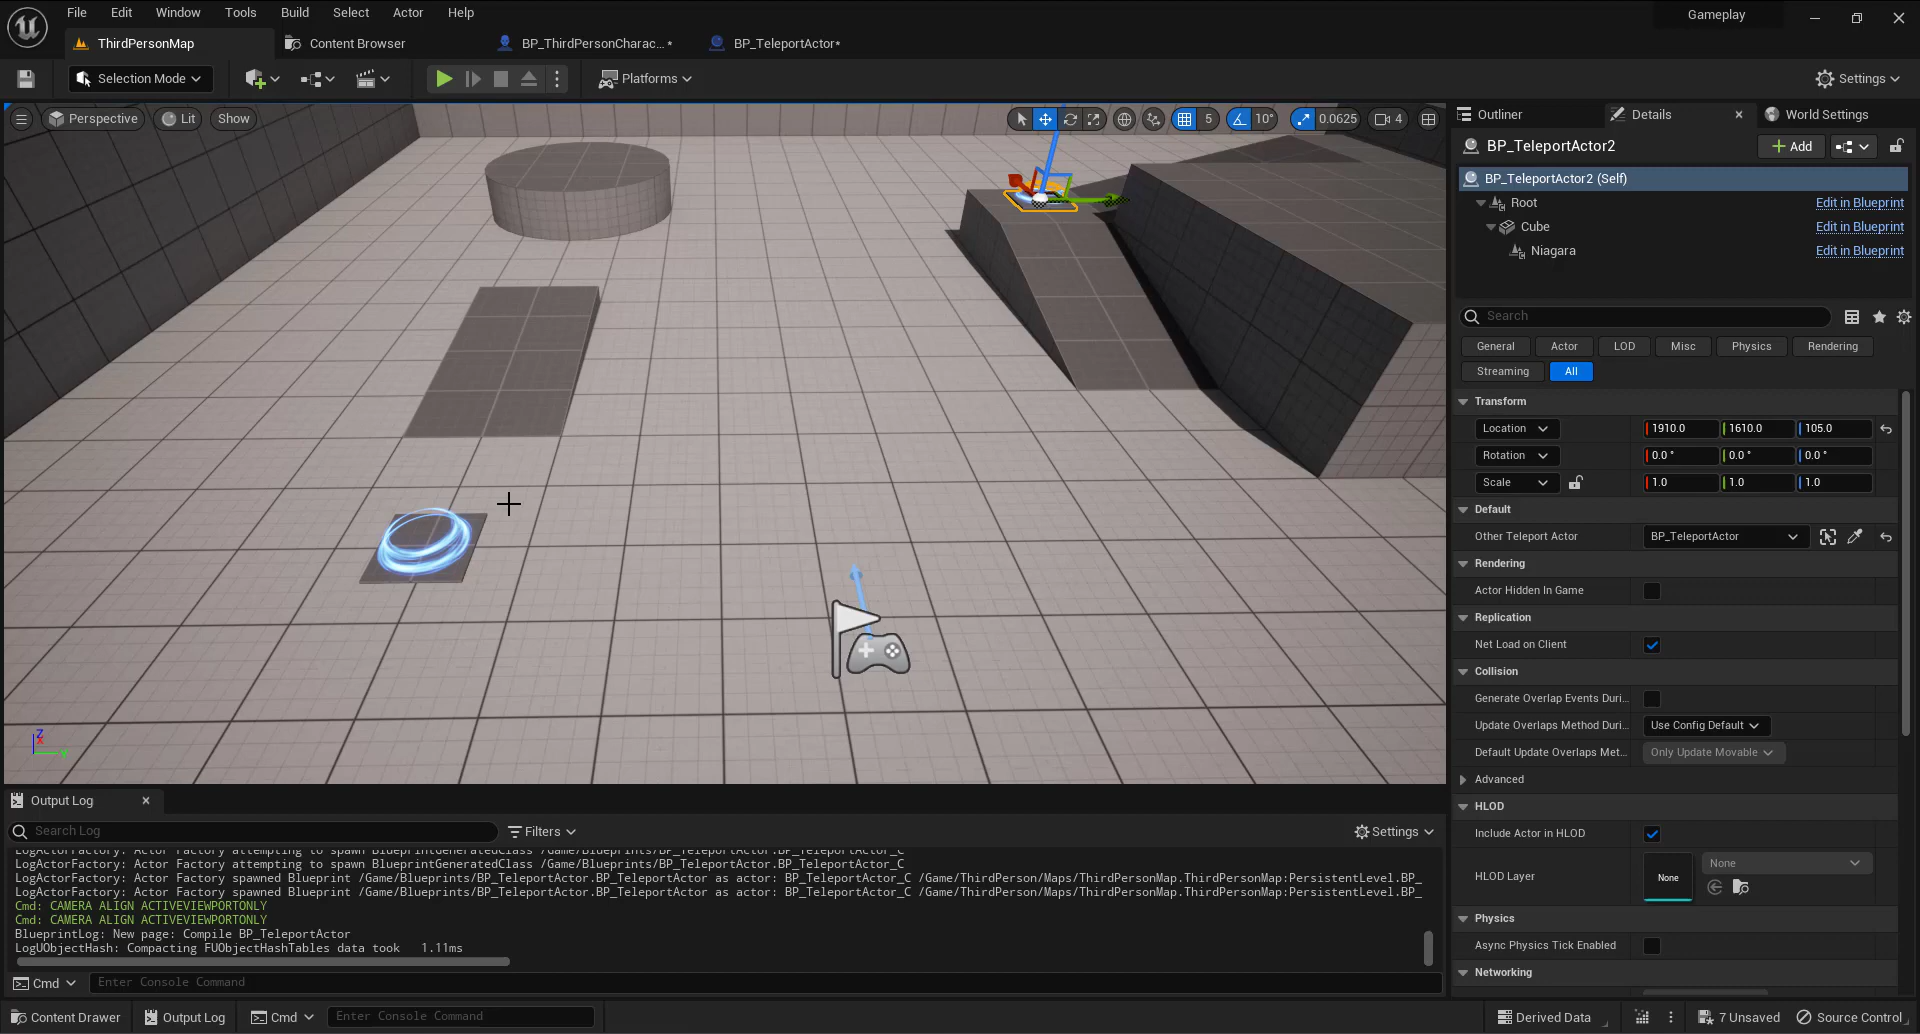 File Edit Window Tools Build Select Actor Help
Gameplay
ThirdPersonMap Content Browser BP_ThirdPersonCharac...* BP_TeleportActor*
Selection Mode Platforms Settings
Perspective Lit Show 5 10° 0.0625 4
Outliner Details World Settings
BP_TeleportActor2 Add
BP_TeleportActor2 (Self)
Root Edit in Blueprint
Cube Edit in Blueprint
Niagara Edit in Blueprint
Search
General Actor LOD Misc Physics Rendering
Streaming All
Transform
Location 1910.0 1610.0 105.0
Rotation 0.0 ° 0.0 ° 0.0 °
Scale 1.0 1.0 1.0
Default
Other Teleport Actor BP_TeleportActor
Rendering
Actor Hidden In Game
Replication
Net Load on Client
Collision
Generate Overlap Events Duri...
Update Overlaps Method Duri... Use Config Default
Default Update Overlaps Met... Only Update Movable
Advanced
HLOD
Include Actor in HLOD
HLOD Layer None None
Physics
Async Physics Tick Enabled
Networking
Z
X
Y
Output Log
Search Log Filters Settings
LogActorFactory: Actor Factory attempting to spawn BlueprintGeneratedClass /Game/Blueprints/BP_TeleportActor.BP_TeleportActor_C
LogActorFactory: Actor Factory attempting to spawn BlueprintGeneratedClass /Game/Blueprints/BP_TeleportActor.BP_TeleportActor_C
LogActorFactory: Actor Factory spawned Blueprint /Game/Blueprints/BP_TeleportActor.BP_TeleportActor as actor: BP_TeleportActor_C /Game/ThirdPerson/Maps/ThirdPersonMap.ThirdPersonMap:PersistentLevel.BP_
LogActorFactory: Actor Factory spawned Blueprint /Game/Blueprints/BP_TeleportActor.BP_TeleportActor as actor: BP_TeleportActor_C /Game/ThirdPerson/Maps/ThirdPersonMap.ThirdPersonMap:PersistentLevel.BP_
Cmd: CAMERA ALIGN ACTIVEVIEWPORTONLY
Cmd: CAMERA ALIGN ACTIVEVIEWPORTONLY
BlueprintLog: New page: Compile BP_TeleportActor
LogUObjectHash: Compacting FUObjectHashTables data took 1.11ms
Cmd Enter Console Command
Content Drawer Output Log Cmd Enter Console Command Derived Data 7 Unsaved Source Control